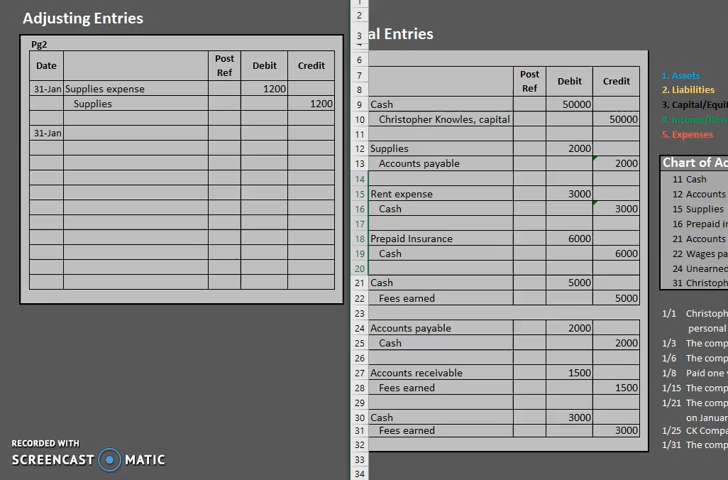 Adjusting Entries
Pg2
Date Post Ref Debit Credit
31-Jan Supplies expense 1200
Supplies 1200
31-Jan
RECORDED WITH
SCREENCAST MATIC
al Entries
2
3
6
7 Post Ref Debit Credit
8
9 Cash 50000
10 Christopher Knowles, capital 50000
11
12 Supplies 2000
13 Accounts payable 2000
14
15 Rent expense 3000
16 Cash 3000
17
18 Prepaid Insurance 6000
19 Cash 6000
20
21 Cash 5000
22 Fees earned 5000
23
24 Accounts payable 2000
25 Cash 2000
26
27 Accounts receivable 1500
28 Fees earned 1500
29
30 Cash 3000
31 Fees earned 3000
32
33
34
1. Assets
2. Liabilities
3. Capital/Equit
4. Income/Rev
5. Expenses
Chart of Ac
11 Cash
12 Accounts
15 Supplies
16 Prepaid in
21 Accounts
22 Wages pa
24 Unearned
31 Christoph
1/1 Christoph
personal
1/3 The comp
1/6 The comp
1/8 Paid one
1/15 The comp
1/21 The comp
on Januar
1/25 CK Compa
1/31 The comp